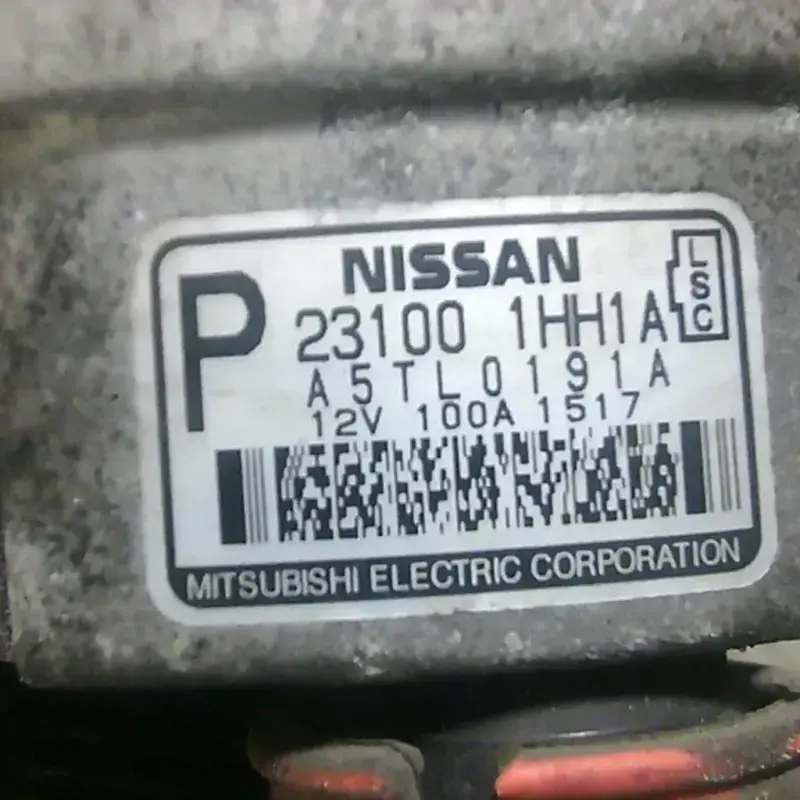 P
NISSAN
23100 1HH1A
LSC
A5TL0191A
12V 100A 1517
MITSUBISHI ELECTRIC CORPORATION